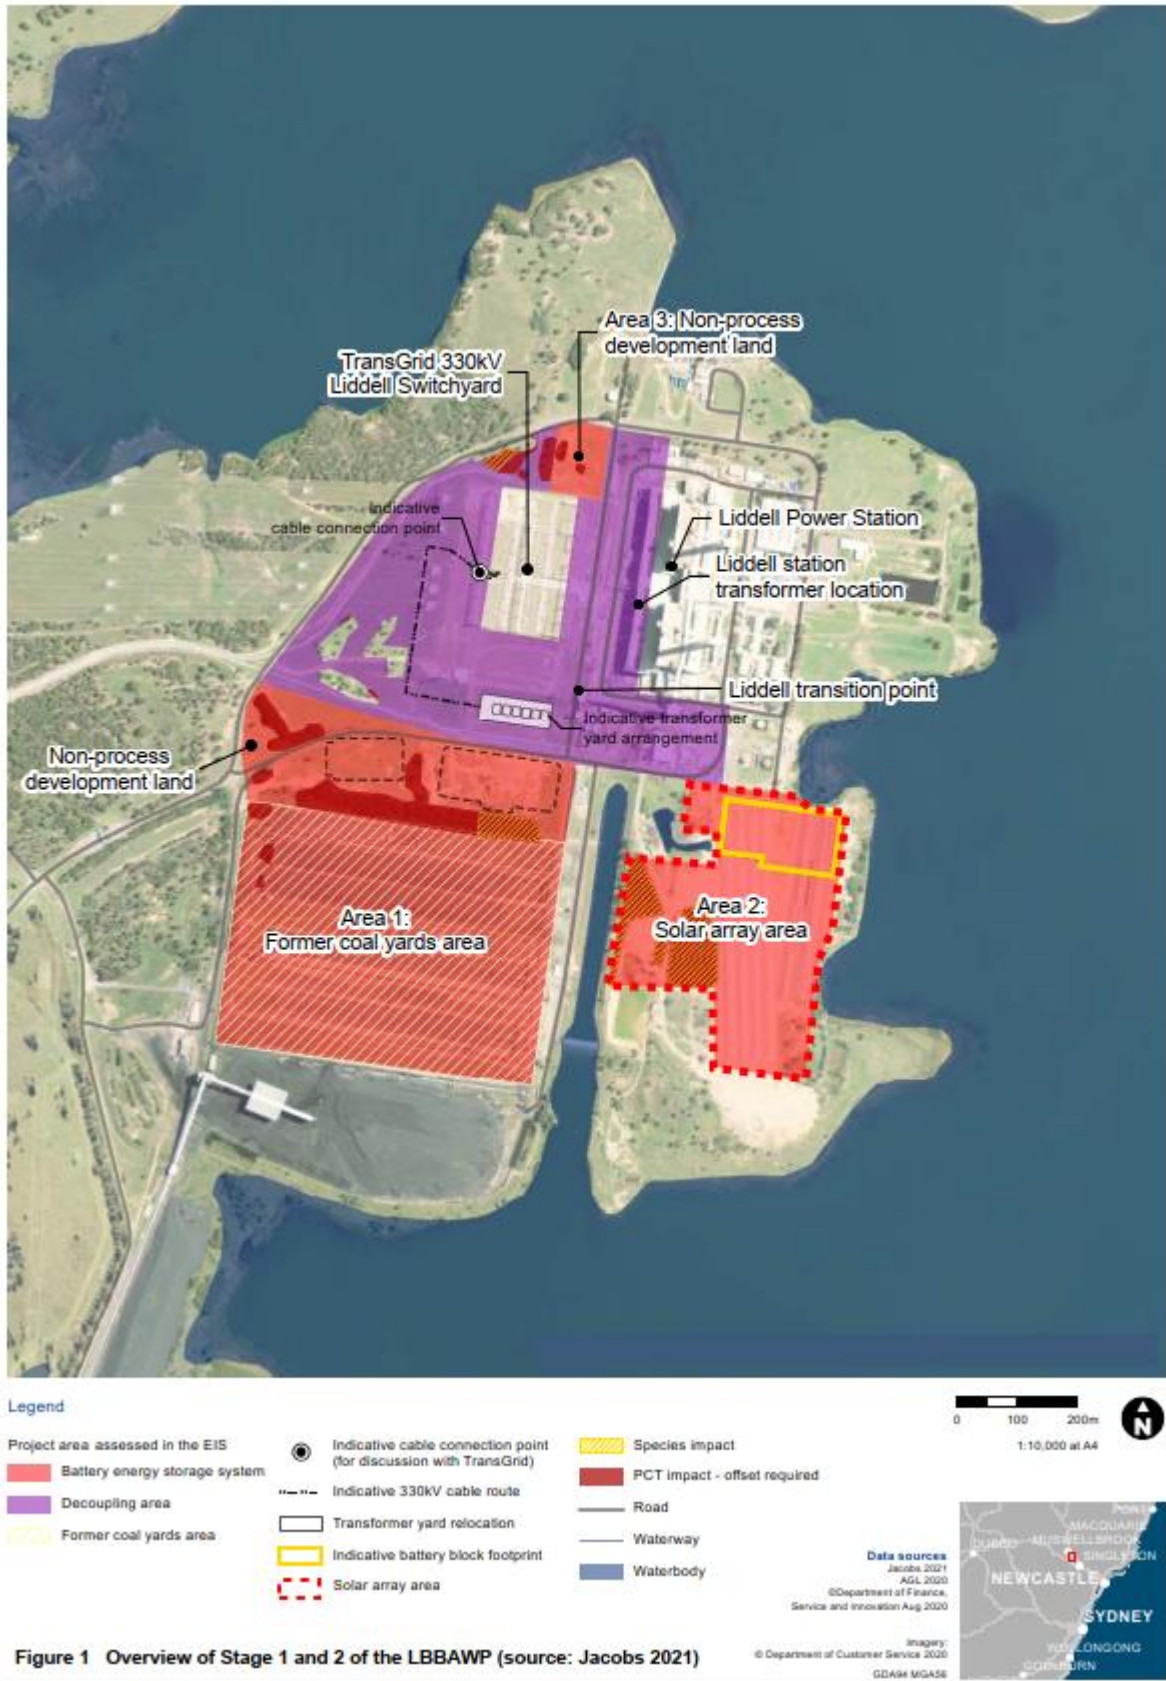 Area 3: Non-process
development land
TransGrid 330kV
Liddell Switchyard
Indicative
cable connection point
Liddell Power Station
Liddell station
transformer location
Liddell transition point
Indicative transformer
yard arrangement
Non-process
development land
Area 1:
Former coal yards area
Area 2:
Solar array area
Legend
Project area assessed in the EIS
Battery energy storage system
Decoupling area
Former coal yards area
Indicative cable connection point
(for discussion with TransGrid)
Indicative 330kV cable route
Transformer yard relocation
Indicative battery block footprint
Solar array area
Species impact
PCT impact - offset required
Road
Waterway
Waterbody
0 100 200m
1:10,000 at A4
N
Data sources
Jacobs 2021
AGL 2020
©Department of Finance,
Service and Innovation Aug 2020
Imagery:
© Department of Customer Service 2020
GDA94 MGA56
PORT
MACQUARIE
DUBBO
MUSWELLBROOK
SINGLETON
NEWCASTLE
SYDNEY
WOLLONGONG
GOULBURN
Figure 1 Overview of Stage 1 and 2 of the LBBAWP (source: Jacobs 2021)